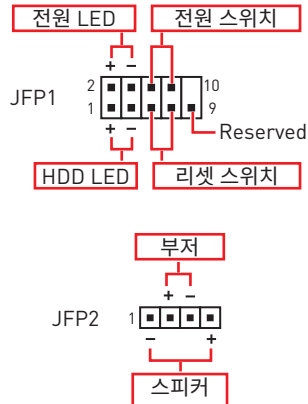 전원 LED 전원 스위치
+ −
2 10
JFP1
1 9
+ − Reserved
HDD LED 리셋 스위치
부저
+ −
JFP2 1
− +
스피커